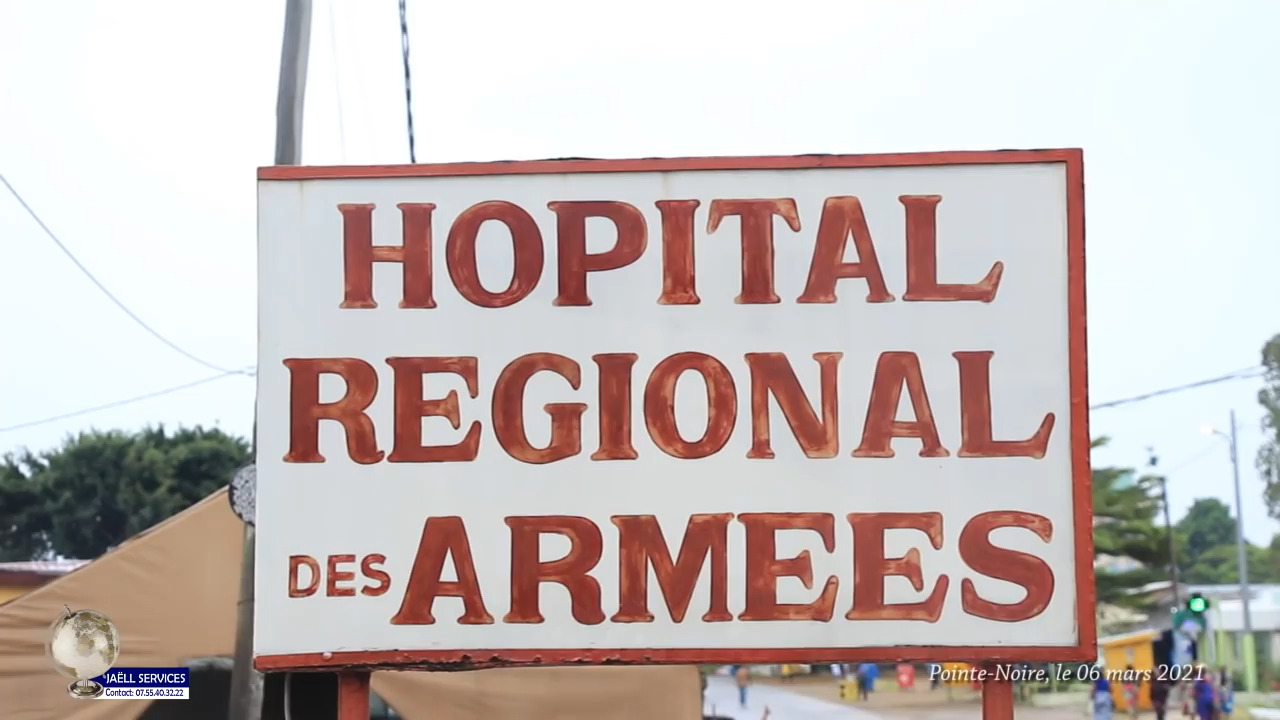 HOPITAL
REGIONAL
DES ARMEES
JAËLL SERVICES
Contact: 07.55.40.32.22
Pointe-Noire, le 06 mars 2021